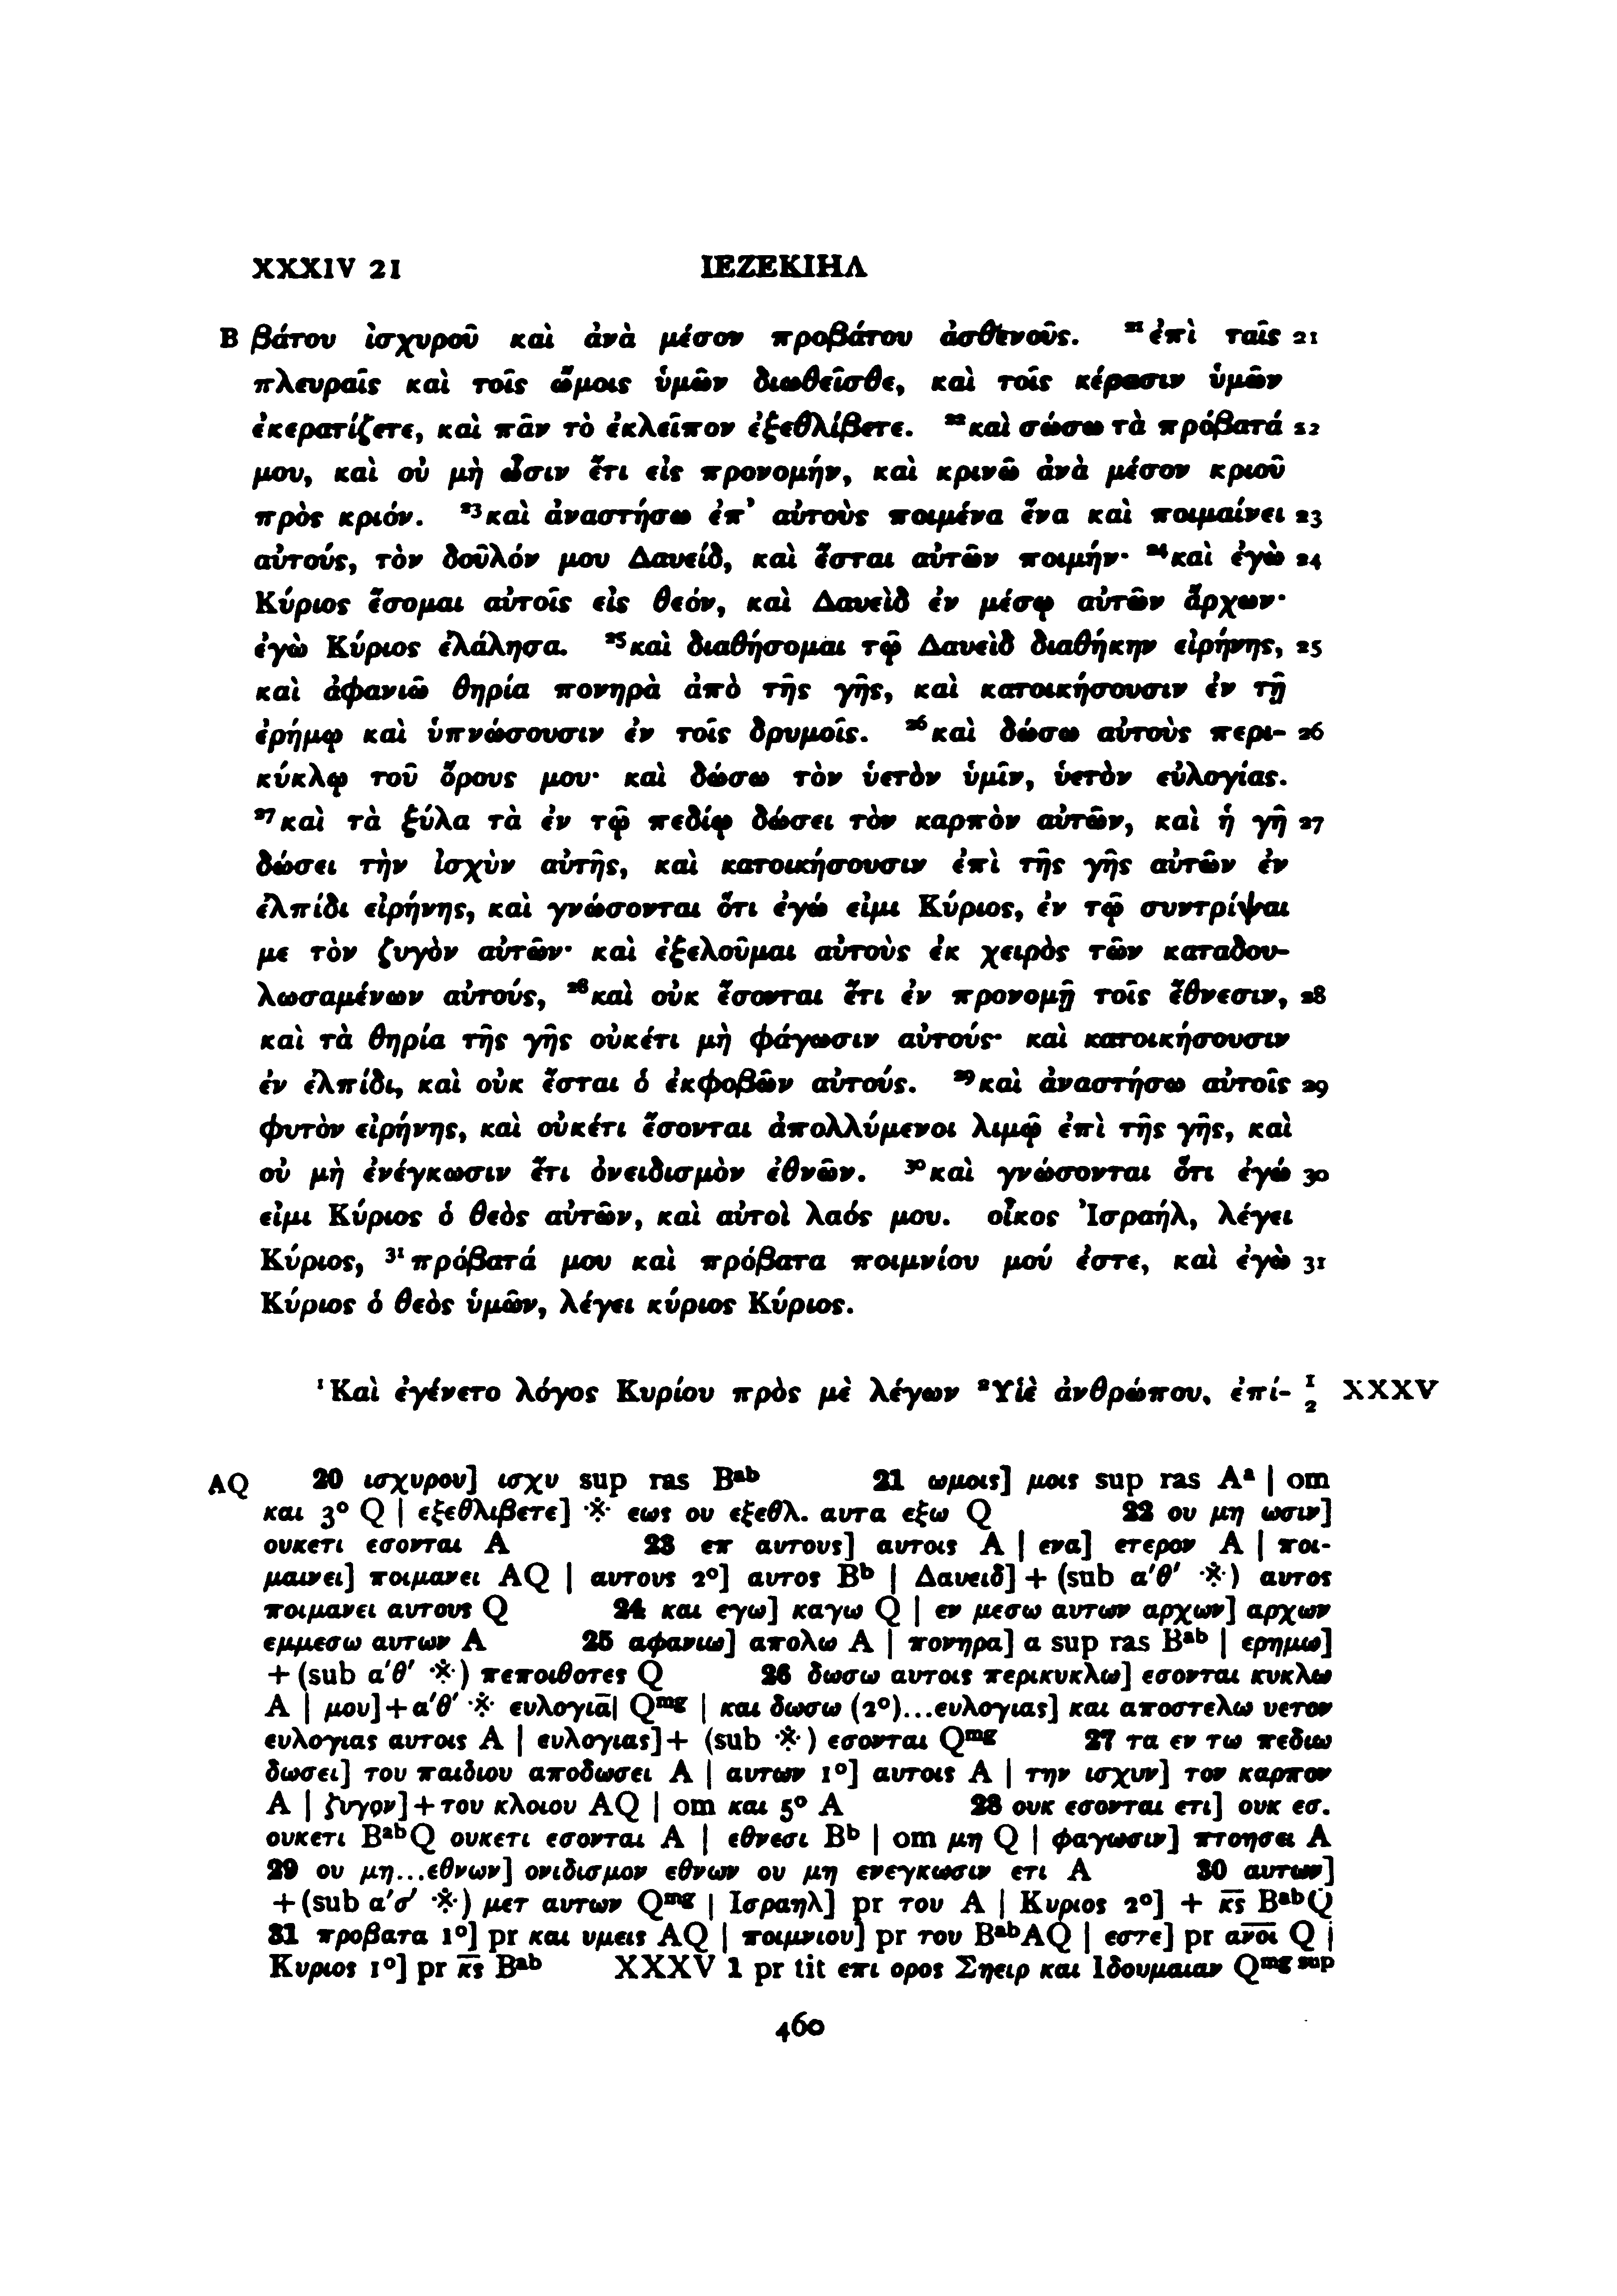 XXXIV 21 ΙΕΖΕΚΙΗΛ
B βάτου ἰσχυροῦ καὶ ἀνὰ μέσον προβάτου ἀσθενοῦς. ²¹ἐπὶ ταῖς 21
πλευραῖς καὶ τοῖς ὤμοις ὑμῶν διωθεῖσθε, καὶ τοῖς κέρασιν ὑμῶν
ἐκερατίζετε, καὶ πᾶν τὸ ἐκλεῖπον ἐξεθλίβετε. ²²καὶ σώσω τὰ πρόβατά 22
μου, καὶ οὐ μὴ ὦσιν ἔτι εἰς προνομήν, καὶ κρινῶ ἀνὰ μέσον κριοῦ
πρὸς κριόν. ²³καὶ ἀναστήσω ἐπ' αὐτοὺς ποιμένα ἕνα καὶ ποιμαίνει 23
αὐτούς, τὸν δοῦλόν μου Δαυείδ, καὶ ἔσται αὐτῶν ποιμήν· ²⁴καὶ ἐγὼ 24
Κύριος ἔσομαι αὐτοῖς εἰς θεόν, καὶ Δαυεὶδ ἐν μέσῳ αὐτῶν ἄρχων·
ἐγὼ Κύριος ἐλάλησα. ²⁵καὶ διαθήσομαι τῷ Δαυεὶδ διαθήκην εἰρήνης, 25
καὶ ἀφανιῶ θηρία πονηρὰ ἀπὸ τῆς γῆς, καὶ κατοικήσουσιν ἐν τῇ
ἐρήμῳ καὶ ὑπνώσουσιν ἐν τοῖς δρυμοῖς. ²⁶καὶ δώσω αὐτοὺς περι- 26
κύκλῳ τοῦ ὄρους μου· καὶ δώσω τὸν ὑετὸν ὑμῖν, ὑετὸν εὐλογίας.
²⁷καὶ τὰ ξύλα τὰ ἐν τῷ πεδίῳ δώσει τὸν καρπὸν αὐτῶν, καὶ ἡ γῆ 27
δώσει τὴν ἰσχὺν αὐτῆς, καὶ κατοικήσουσιν ἐπὶ τῆς γῆς αὐτῶν ἐν
ἐλπίδι εἰρήνης, καὶ γνώσονται ὅτι ἐγώ εἰμι Κύριος, ἐν τῷ συντρίψαι
με τὸν ζυγὸν αὐτῶν· καὶ ἐξελοῦμαι αὐτοὺς ἐκ χειρὸς τῶν καταδου-
λωσαμένων αὐτούς, ²⁸καὶ οὐκ ἔσονται ἔτι ἐν προνομῇ τοῖς ἔθνεσιν, 28
καὶ τὰ θηρία τῆς γῆς οὐκέτι μὴ φάγωσιν αὐτούς· καὶ κατοικήσουσιν
ἐν ἐλπίδι, καὶ οὐκ ἔσται ὁ ἐκφοβῶν αὐτούς. ²⁹καὶ ἀναστήσω αὐτοῖς 29
φυτὸν εἰρήνης, καὶ οὐκέτι ἔσονται ἀπολλύμενοι λιμῷ ἐπὶ τῆς γῆς, καὶ
οὐ μὴ ἐνέγκωσιν ἔτι ὀνειδισμὸν ἐθνῶν. ³⁰καὶ γνώσονται ὅτι ἐγώ 30
εἰμι Κύριος ὁ θεὸς αὐτῶν, καὶ αὐτοὶ λαός μου. οἶκος Ἰσραήλ, λέγει
Κύριος, ³¹πρόβατά μου καὶ πρόβατα ποιμνίου μού ἐστε, καὶ ἐγὼ 31
Κύριος ὁ θεὸς ὑμῶν, λέγει κύριος Κύριος.
¹Καὶ ἐγένετο λόγος Κυρίου πρὸς μὲ λέγων ²Υἱὲ ἀνθρώπου, ἐπί- 1 2 XXXV
AQ 20 ισχυρου] ισχυ sup ras Bᵃᵇ 21 ωμοις] μοις sup ras Aᵃ | om
και 3° Q | εξεθλιβετε] ※ εως ου εξεθλ. αυτα εξω Q 22 ου μη ωσιν]
ουκετι εσονται A 23 επ αυτους] αυτοις A | ενα] ετερον A | ποι-
μαινει] ποιμανει AQ | αυτους 2°] αυτος Bᵇ | Δαυειδ] + (sub α'θ' ※) αυτος
ποιμανει αυτους Q 24 και εγω] καγω Q | εν μεσω αυτων αρχων] αρχων
εμμεσω αυτων A 25 αφανιω] απολω A | πονηρα] α sup ras Bᵃᵇ | ερημω]
+ (sub α'θ' ※) πεποιθοτες Q 26 δωσω αυτοις περικυκλω] εσονται κυκλω
A | μου]+α'θ' ※ ευλογια̅| Qᵐᵍ | και δωσω (2°)...ευλογιας] και αποστελω υετον
ευλογιας αυτοις A | ευλογιας]+ (sub ※) εσονται Qᵐᵍ 27 τα εν τω πεδιω
δωσει] του παιδιου αποδωσει A | αυτων 1°] αυτοις A | την ισχυν] τον καρπον
A | ζυγον]+του κλοιου AQ | om και 5° A 28 ουκ εσονται ετι] ουκ εσ.
ουκετι BᵃᵇQ ουκετι εσονται A | εθνεσι Bᵇ | om μη Q | φαγωσιν] πτοησει A
29 ου μη...εθνων] ονιδισμον εθνων ου μη ενεγκωσιν ετι A 30 αυτων]
+(sub α'σ' ※) μετ αυτων Qᵐᵍ | Ισραηλ] pr του A | Κυριος 2°] + κ̅ς̅ BᵃᵇQ
31 προβατα 1°] pr και υμεις AQ | ποιμνιου] pr του BᵃᵇAQ | εστε] pr α̅ν̅ο̅ι̅ Q |
Κυριος 1°] pr κ̅ς̅ Bᵃᵇ XXXV 1 pr tit επι ορος Σηειρ και Ιδουμαιαν Qᵐᵍ ˢᵘᵖ
460